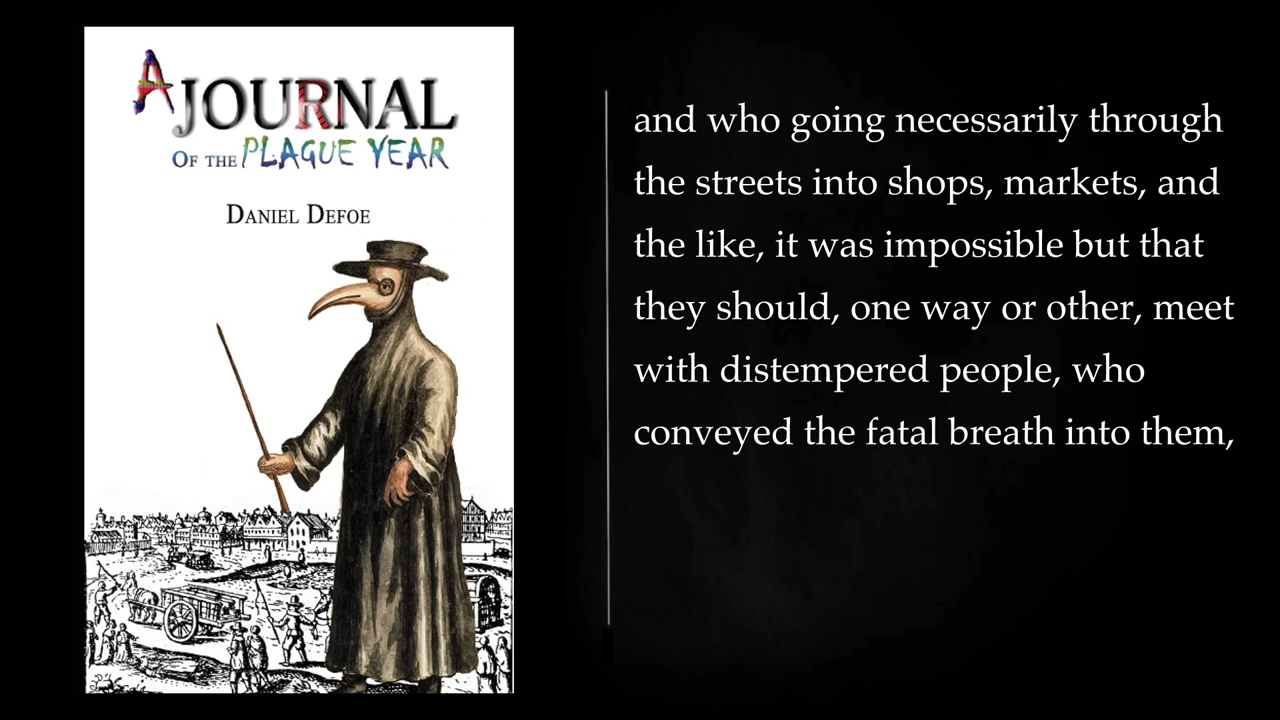 A JOURNAL
OF THE PLAGUE YEAR
DANIEL DEFOE
and who going necessarily through
the streets into shops, markets, and
the like, it was impossible but that
they should, one way or other, meet
with distempered people, who
conveyed the fatal breath into them,